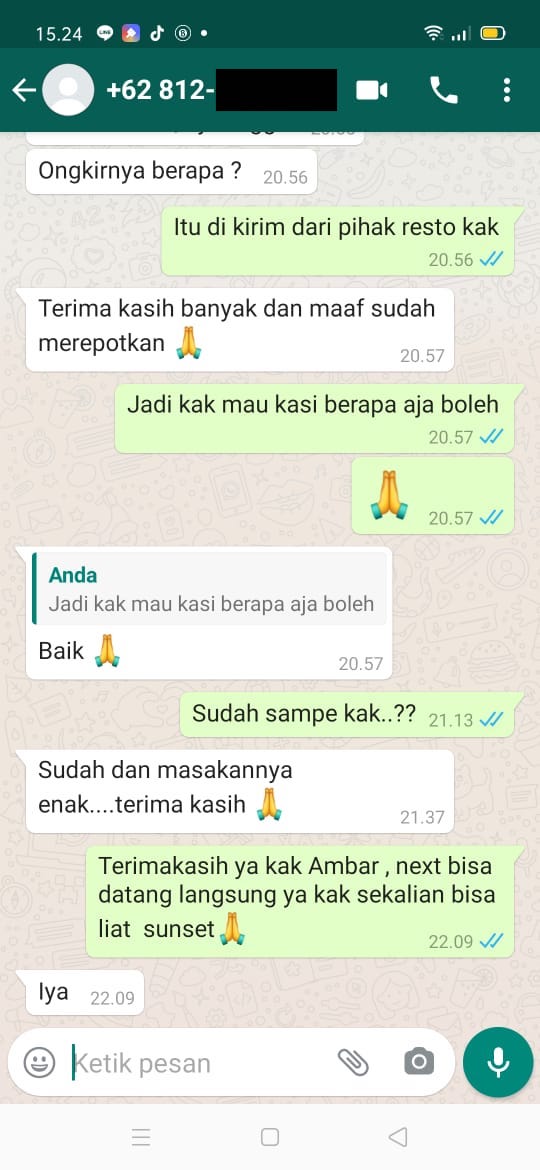 15.24
+62 812-
Ongkirnya berapa ? 20.56
Itu di kirim dari pihak resto kak
20.56
Terima kasih banyak dan maaf sudah
merepotkan 🙏
20.57
Jadi kak mau kasi berapa aja boleh
20.57
🙏 20.57
Anda
Jadi kak mau kasi berapa aja boleh
Baik 🙏
20.57
Sudah sampe kak..?? 21.13
Sudah dan masakannya
enak....terima kasih 🙏
21.37
Terimakasih ya kak Ambar , next bisa
datang langsung ya kak sekalian bisa
liat sunset 🙏
22.09
Iya 22.09
Ketik pesan